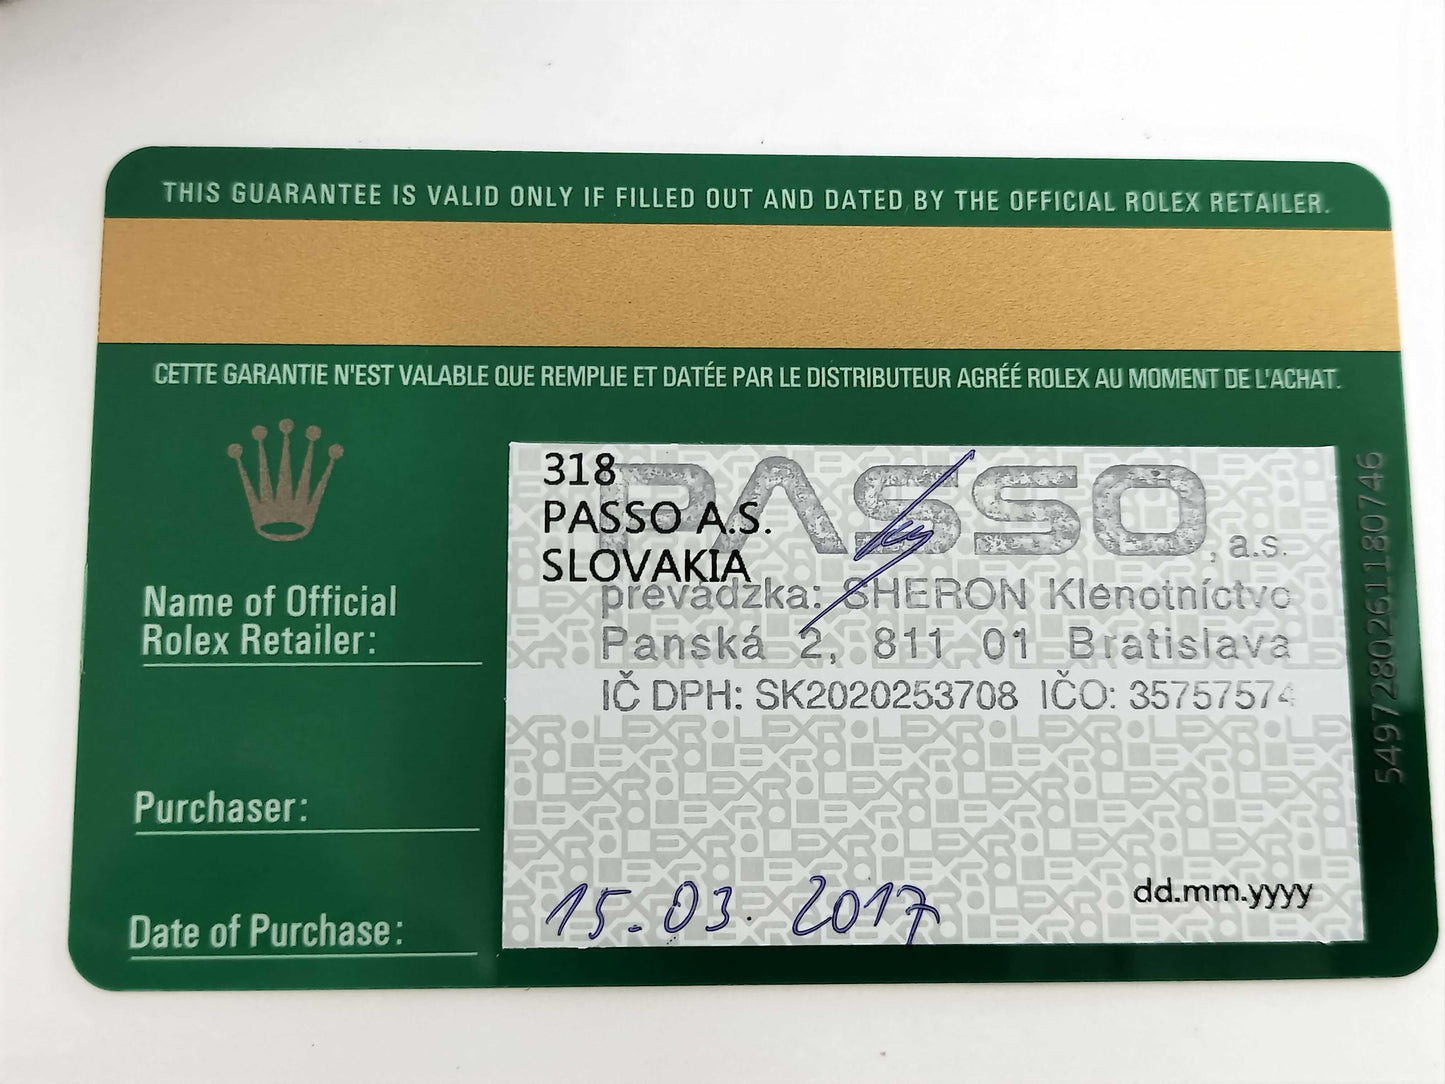 THIS GUARANTEE IS VALID ONLY IF FILLED OUT AND DATED BY THE OFFICIAL ROLEX RETAILER.
CETTE GARANTIE N'EST VALABLE QUE REMPLIE ET DATÉE PAR LE DISTRIBUTEUR AGRÉÉ ROLEX AU MOMENT DE L'ACHAT.
318
PASSO A.S.
SLOVAKIA
PASSO, a.s.
prevádzka: SHERON Klenotníctvo
Panská 2, 811 01 Bratislava
IČ DPH: SK2020253708 IČO: 35757574
Name of Official
Rolex Retailer:
Purchaser:
Date of Purchase:
15.03.2017
dd.mm.yyyy
5497280261180746